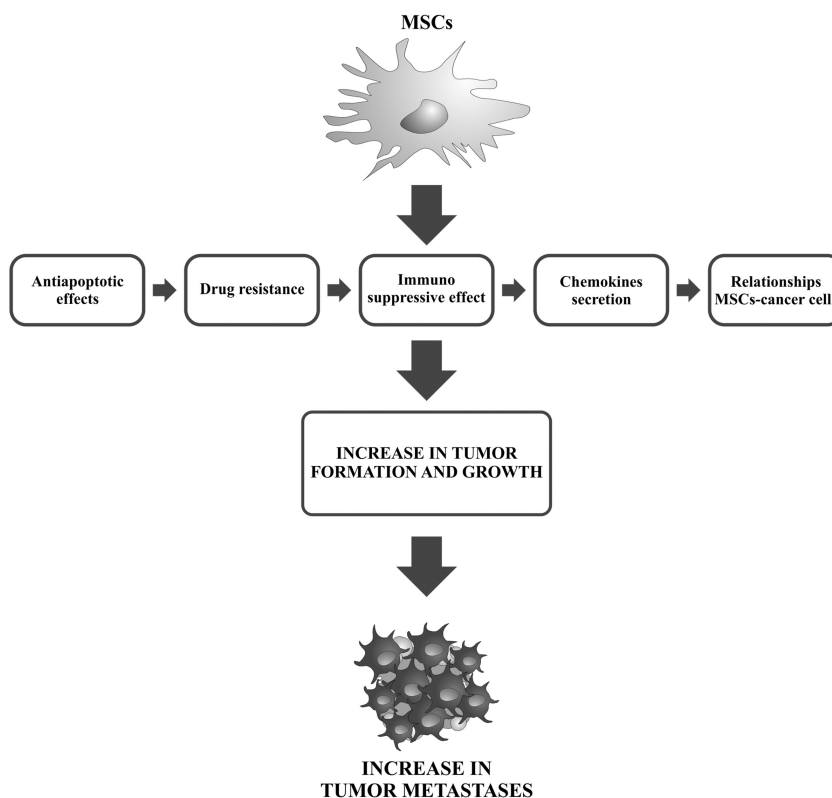 MSCs
Antiapoptotic
effects
Drug resistance
Immuno
suppressive effect
Chemokines
secretion
Relationships
MSCs-cancer cell
INCREASE IN TUMOR
FORMATION AND GROWTH
INCREASE IN
TUMOR METASTASES